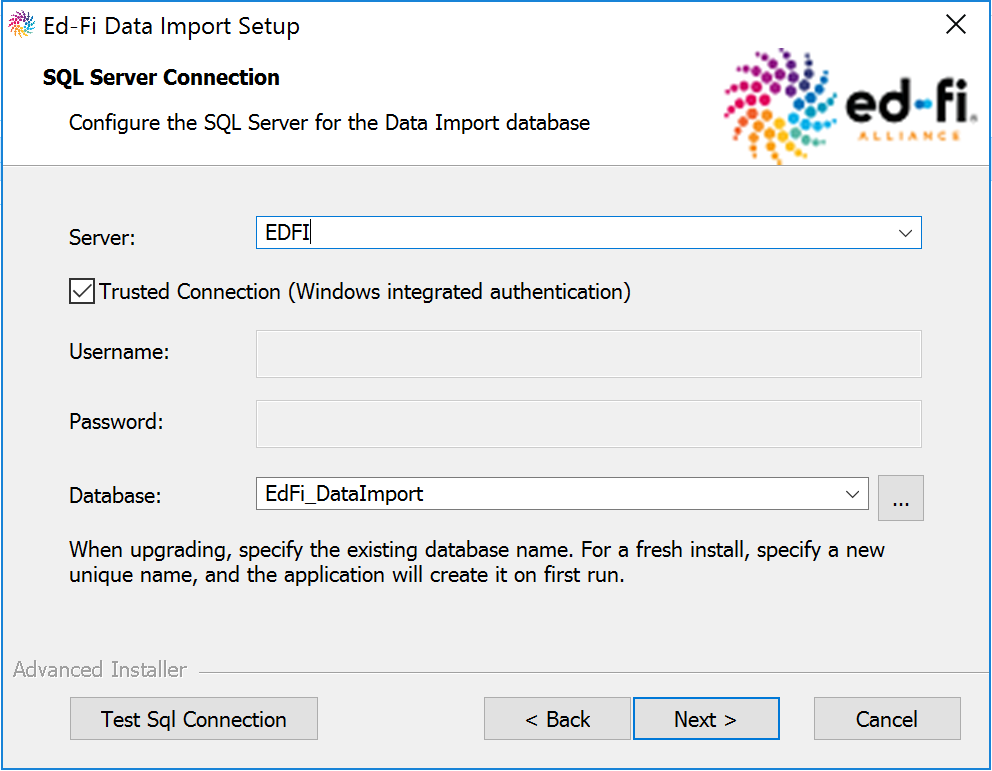 Ed-Fi Data Import Setup
SQL Server Connection
Configure the SQL Server for the Data Import database
ed-fi®
ALLIANCE
Server:
EDFI
Trusted Connection (Windows integrated authentication)
Username:
Password:
Database:
EdFi_DataImport
...
When upgrading, specify the existing database name. For a fresh install, specify a new
unique name, and the application will create it on first run.
Advanced Installer
Test Sql Connection
< Back
Next >
Cancel